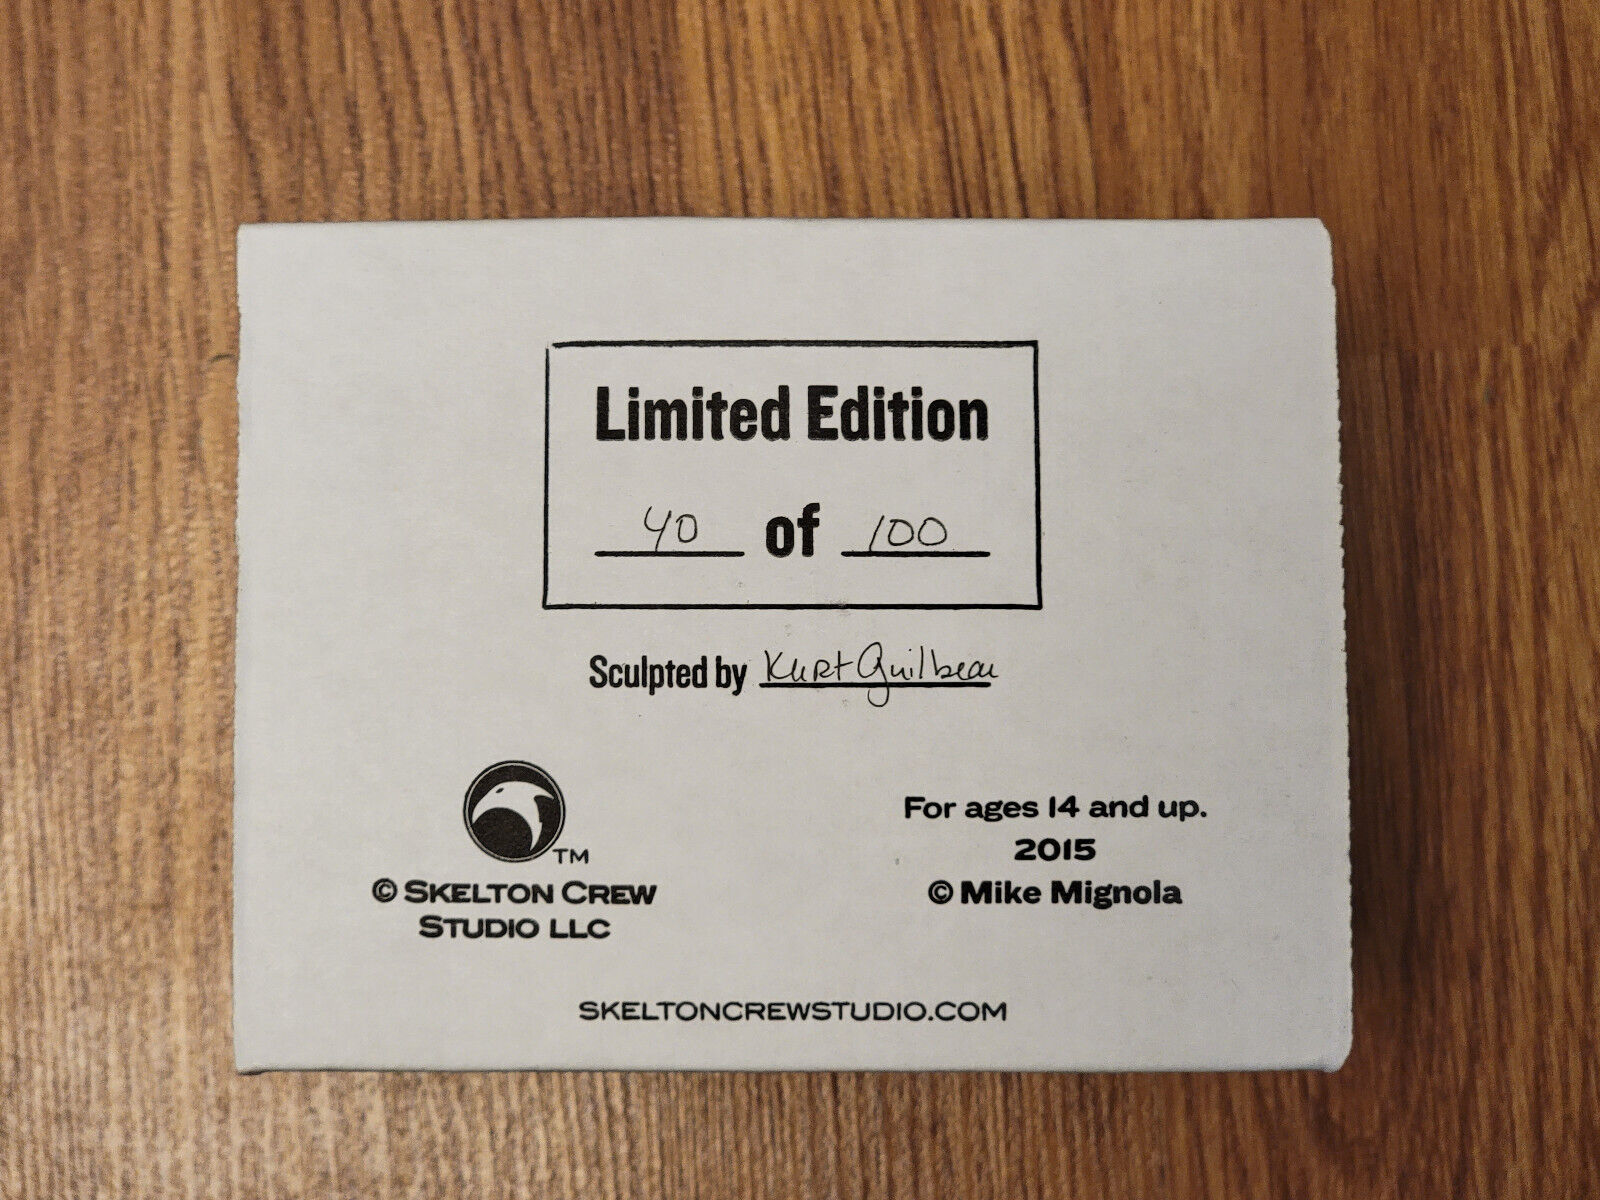 Limited Edition
40 of 100
Sculpted by Kurt Guilbeau
TM
© SKELTON CREW
STUDIO LLC
For ages 14 and up.
2015
© Mike Mignola
SKELTONCREWSTUDIO.COM